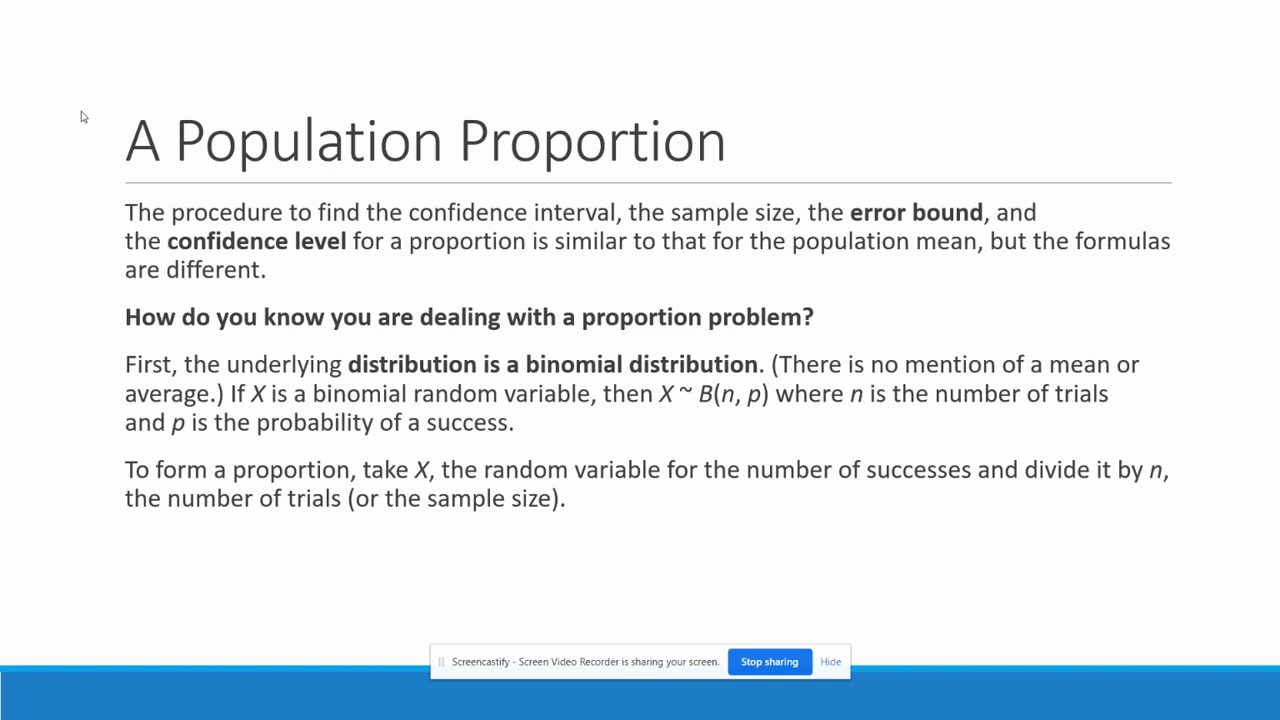 A Population Proportion
The procedure to find the confidence interval, the sample size, the error bound, and
the confidence level for a proportion is similar to that for the population mean, but the formulas
are different.
How do you know you are dealing with a proportion problem?
First, the underlying distribution is a binomial distribution. (There is no mention of a mean or
average.) If X is a binomial random variable, then X ~ B(n, p) where n is the number of trials
and p is the probability of a success.
To form a proportion, take X, the random variable for the number of successes and divide it by n,
the number of trials (or the sample size).
Screencastify - Screen Video Recorder is sharing your screen. Stop sharing Hide